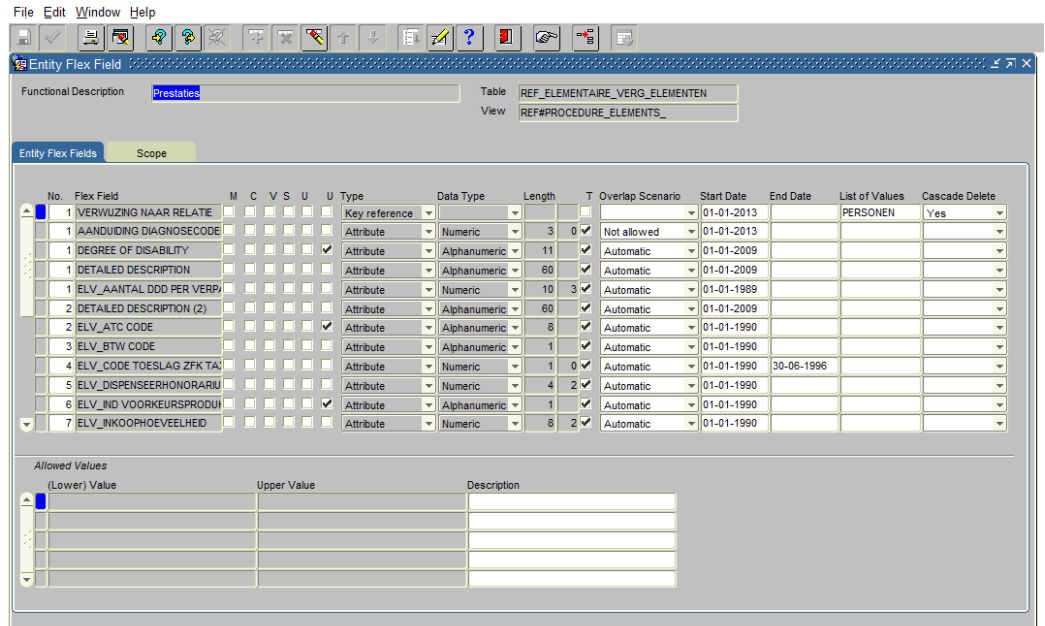 File Edit Window Help
Entity Flex Field
Functional Description Prestaties Table REF_ELEMENTAIRE_VERG_ELEMENTEN
View REF#PROCEDURE_ELEMENTS_
Entity Flex Fields Scope
No. Flex Field M C V S U U Type Data Type Length T Overlap Scenario Start Date End Date List of Values Cascade Delete
1 VERWIJZING NAAR RELATIE Key reference 01-01-2013 PERSONEN Yes
1 AANDUIDING DIAGNOSECODE Attribute Numeric 3 0 Not allowed 01-01-2013
1 DEGREE OF DISABILITY Attribute Alphanumeric 11 Automatic 01-01-2009
1 DETAILED DESCRIPTION Attribute Alphanumeric 60 Automatic 01-01-2009
1 ELV_AANTAL DDD PER VERPA Attribute Numeric 10 3 Automatic 01-01-1989
2 DETAILED DESCRIPTION (2) Attribute Alphanumeric 60 Automatic 01-01-2009
2 ELV_ATC CODE Attribute Alphanumeric 8 Automatic 01-01-1990
3 ELV_BTW CODE Attribute Alphanumeric 1 Automatic 01-01-1990
4 ELV_CODE TOESLAG ZFK TA Attribute Numeric 1 0 Automatic 01-01-1990 30-06-1996
5 ELV_DISPENSEERHONORARIU Attribute Numeric 4 2 Automatic 01-01-1990
6 ELV_IND VOORKEURSPRODU Attribute Alphanumeric 1 Automatic 01-01-1990
7 ELV_INKOOPHOEVEELHEID Attribute Numeric 8 2 Automatic 01-01-1990
Allowed Values
(Lower) Value Upper Value Description